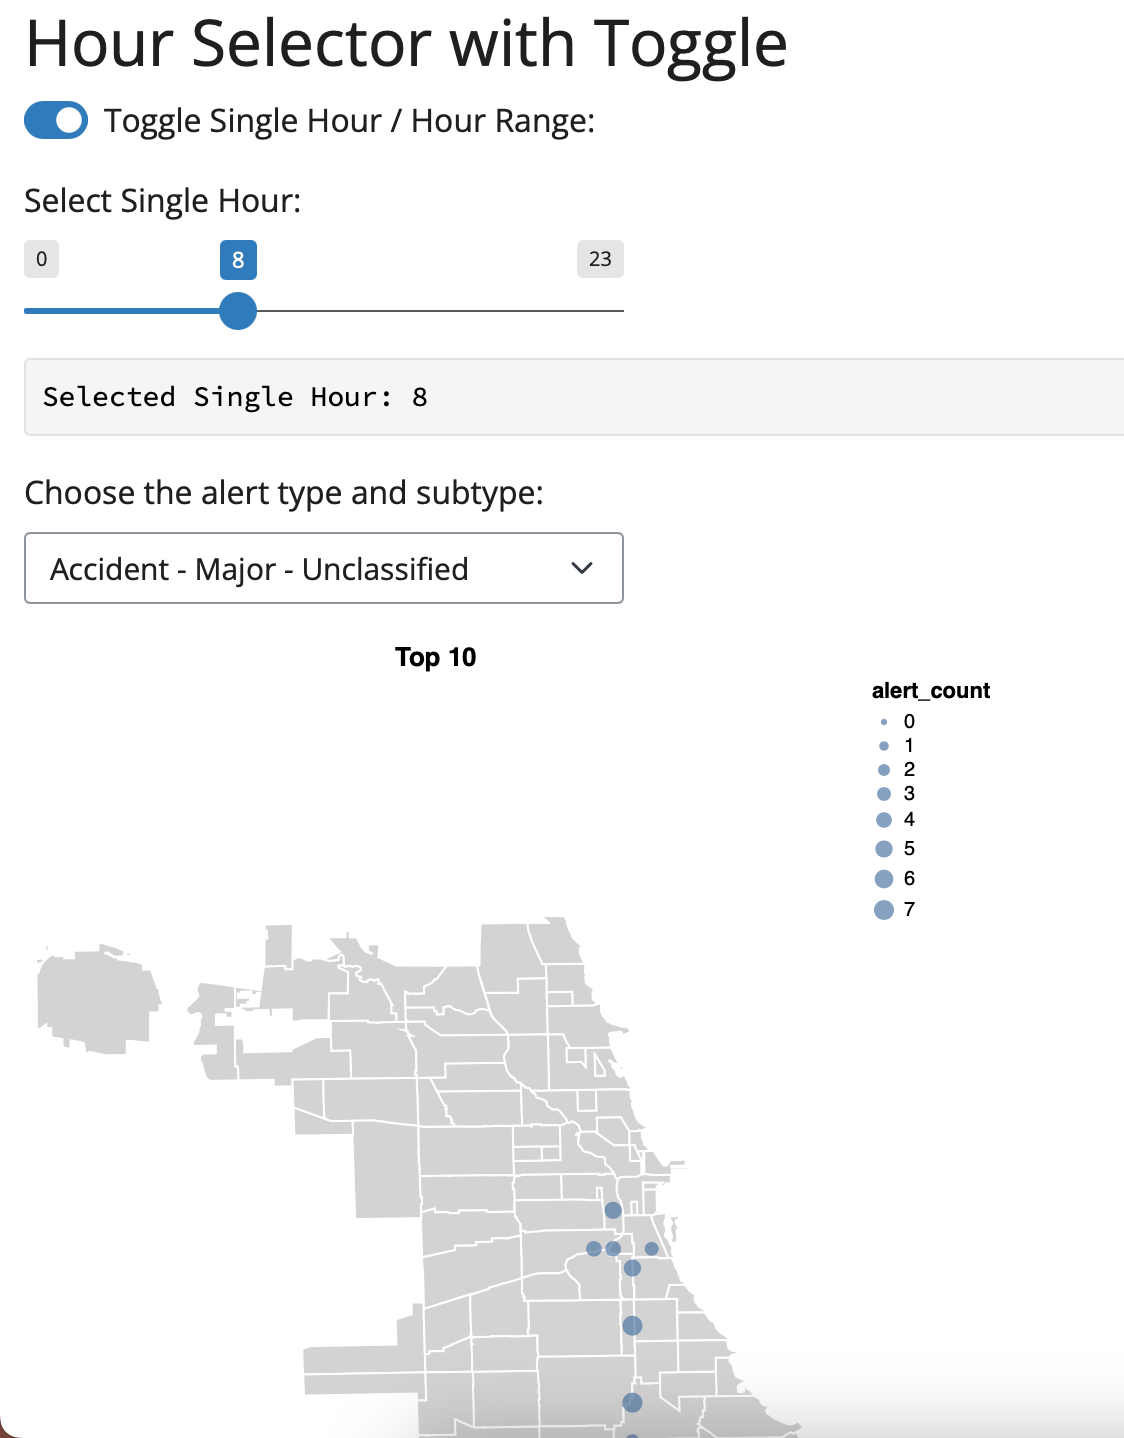 Hour Selector with Toggle
Toggle Single Hour / Hour Range:
Select Single Hour:
0 8 23
Selected Single Hour: 8
Choose the alert type and subtype:
Accident - Major - Unclassified
Top 10
alert_count
0
1
2
3
4
5
6
7